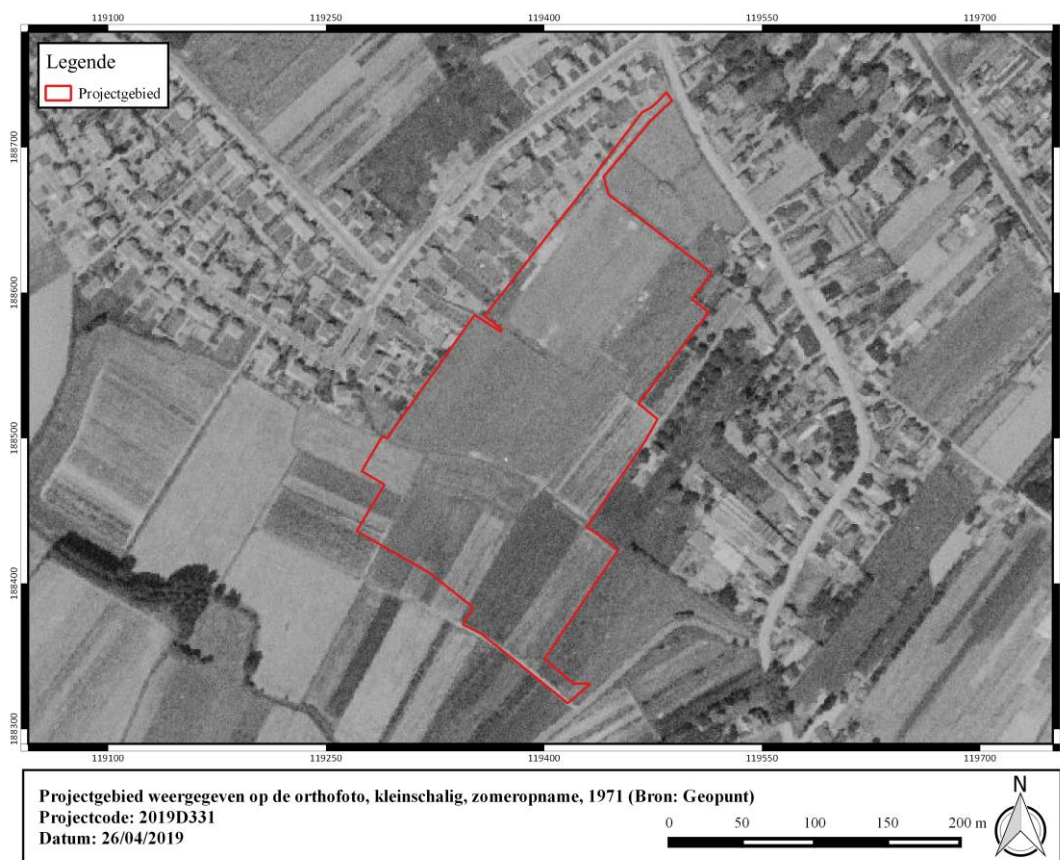 119100 119250 119400 119550 119700
Legende
Projectgebied
188700
188600
188500
188400
188300
119100 119250 119400 119550 119700
Projectgebied weergegeven op de orthofoto, kleinschalig, zomeropname, 1971 (Bron: Geopunt)
Projectcode: 2019D331
Datum: 26/04/2019
0 50 100 150 200 m
N